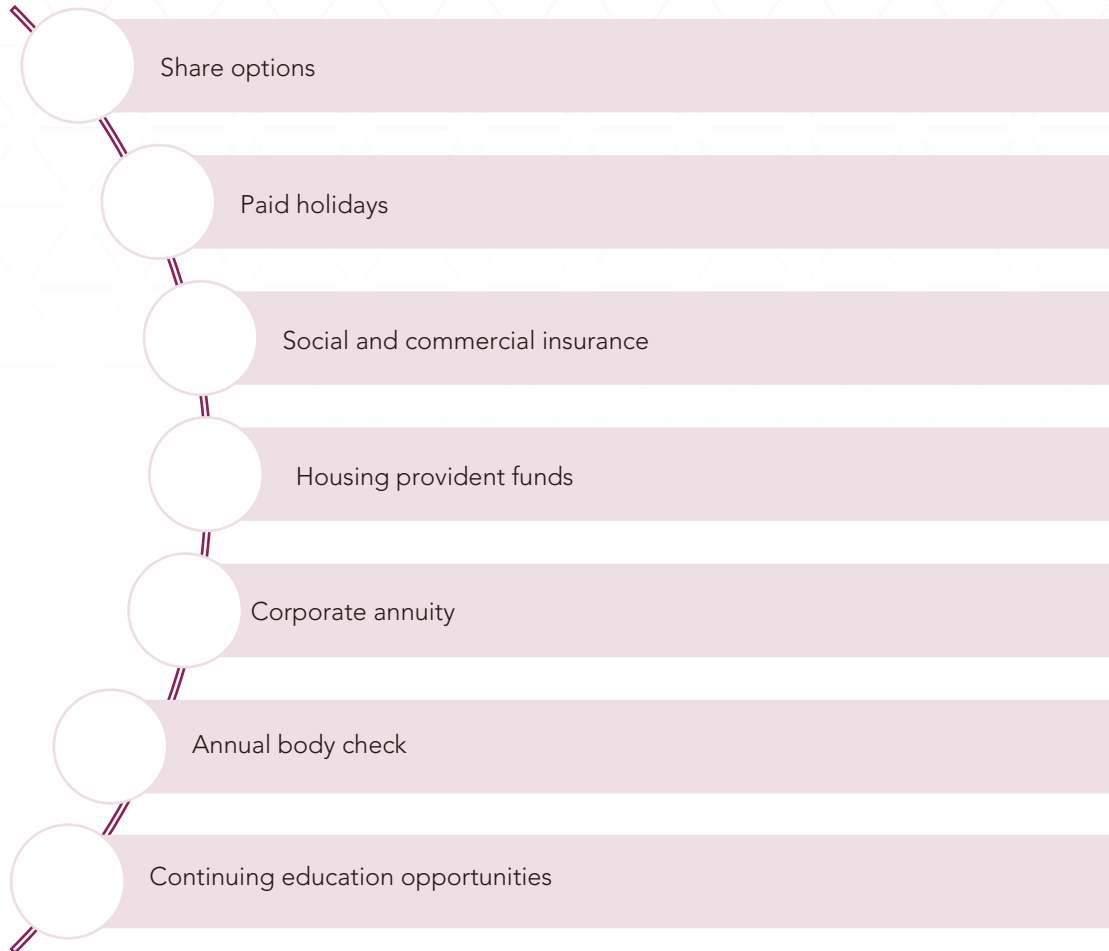 Share options
Paid holidays
Social and commercial insurance
Housing provident funds
Corporate annuity
Annual body check
Continuing education opportunities